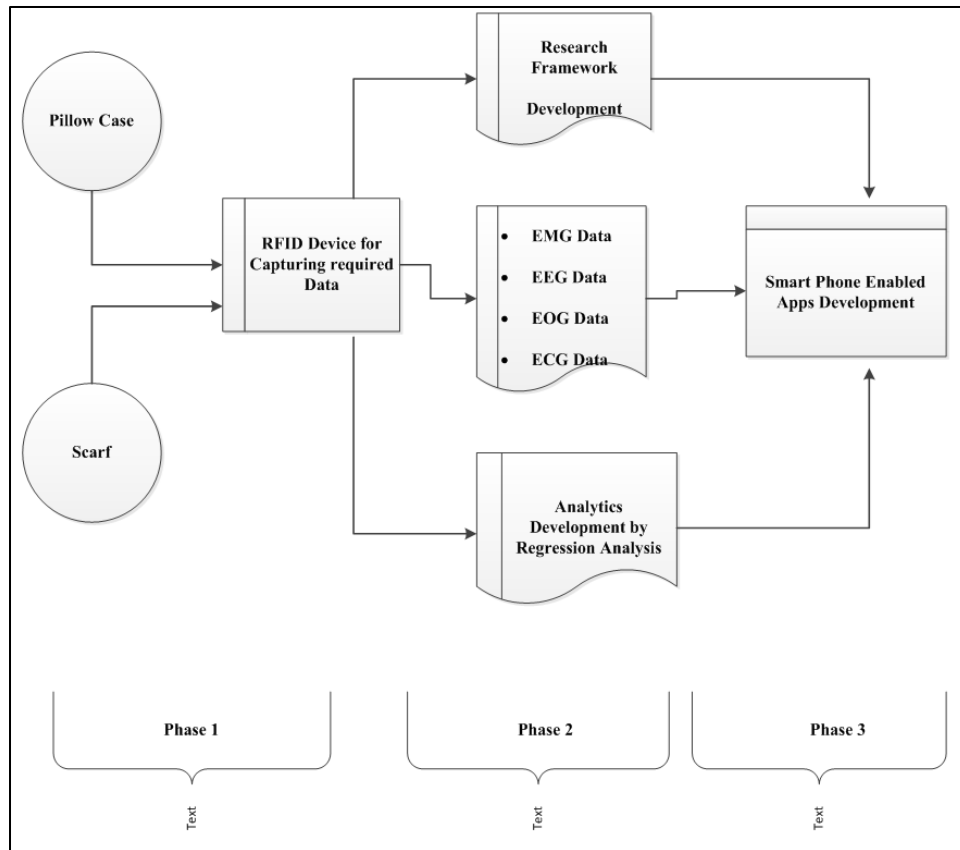 Pillow Case
Scarf
RFID Device for
Capturing required
Data
Research
Framework
Development
• EMG Data
• EEG Data
• EOG Data
• ECG Data
Analytics
Development by
Regression Analysis
Smart Phone Enabled
Apps Development
Phase 1
Phase 2
Phase 3
Text
Text
Text